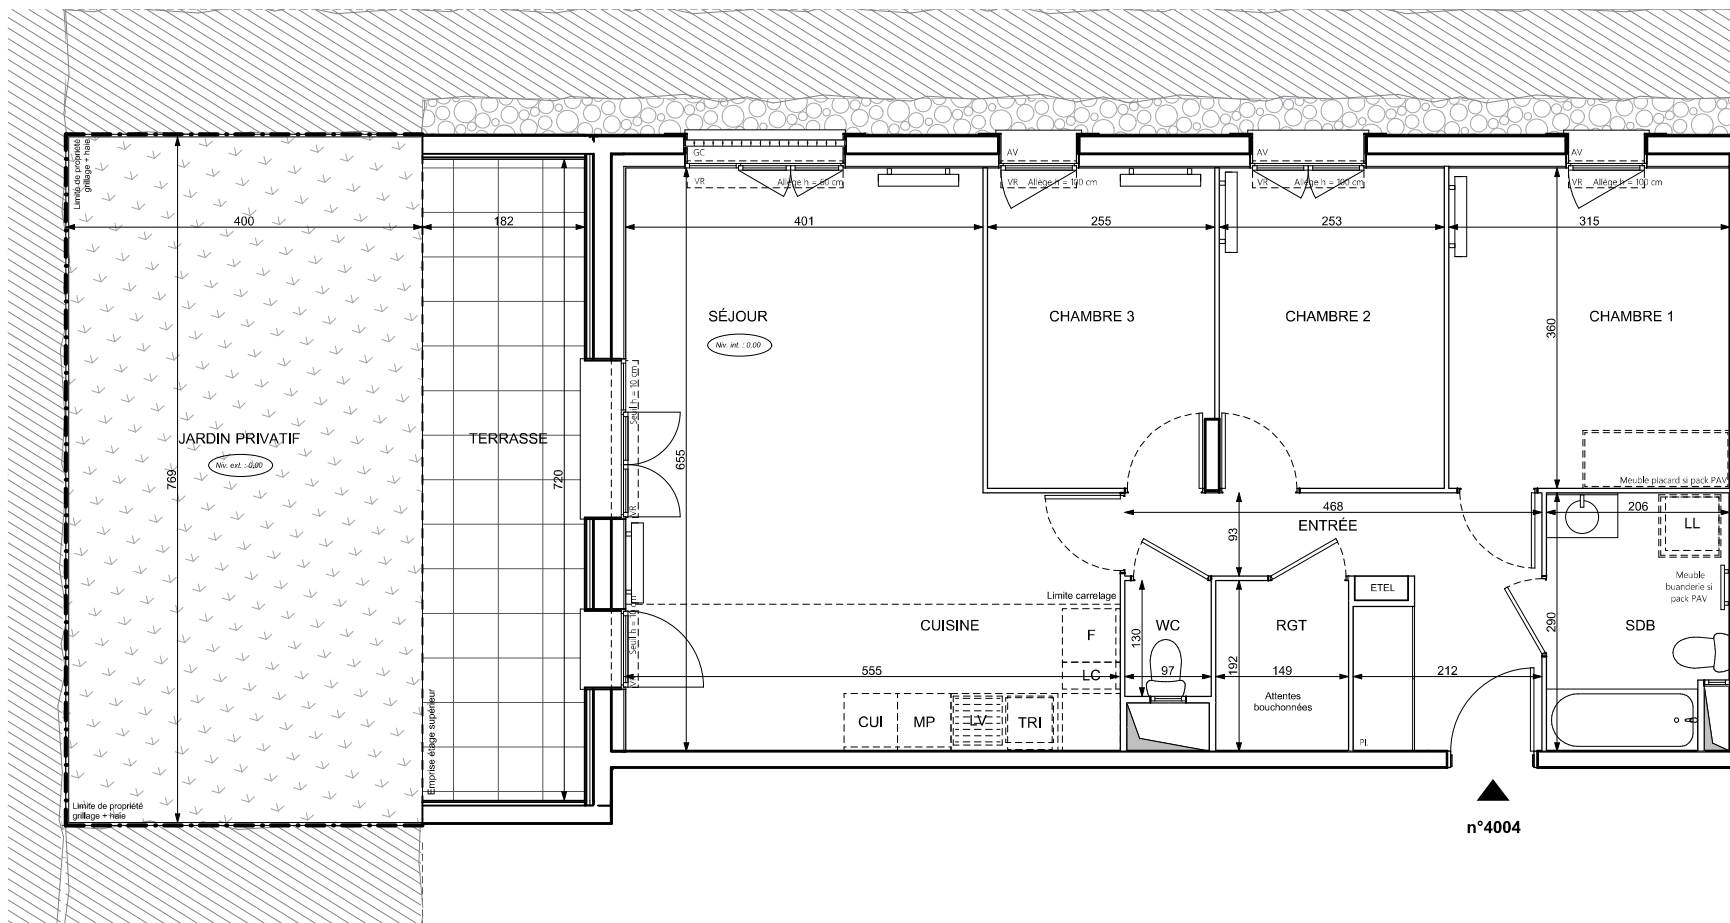 Limite de propriété
grillage + haie
GC
VR
Allège h = 60 cm
AV
VR
Allège h = 100 cm
AV
VR
Allège h = 100 cm
AV
VR
Allège h = 100 cm
400
182
401
255
253
315
SÉJOUR
Niv. int. : 0.00
CHAMBRE 3
CHAMBRE 2
CHAMBRE 1
360
Seuil h = 10 cm
VR
JARDIN PRIVATIF
Niv. ext. : -0,00
769
TERRASSE
720
655
Meuble placard si pack PAV
468
206
ENTRÉE
93
LL
Meuble
buanderie si
pack PAV
ETEL
Limite carrelage
CUISINE
F
WC
RGT
SDB
130
192
290
Seuil h = 10 cm
555
LC
97
149
212
Attentes
bouchonnées
CUI
MP
LV
TRI
Pl.
Emprise étage supérieur
Limite de propriété
grillage + haie
n°4004